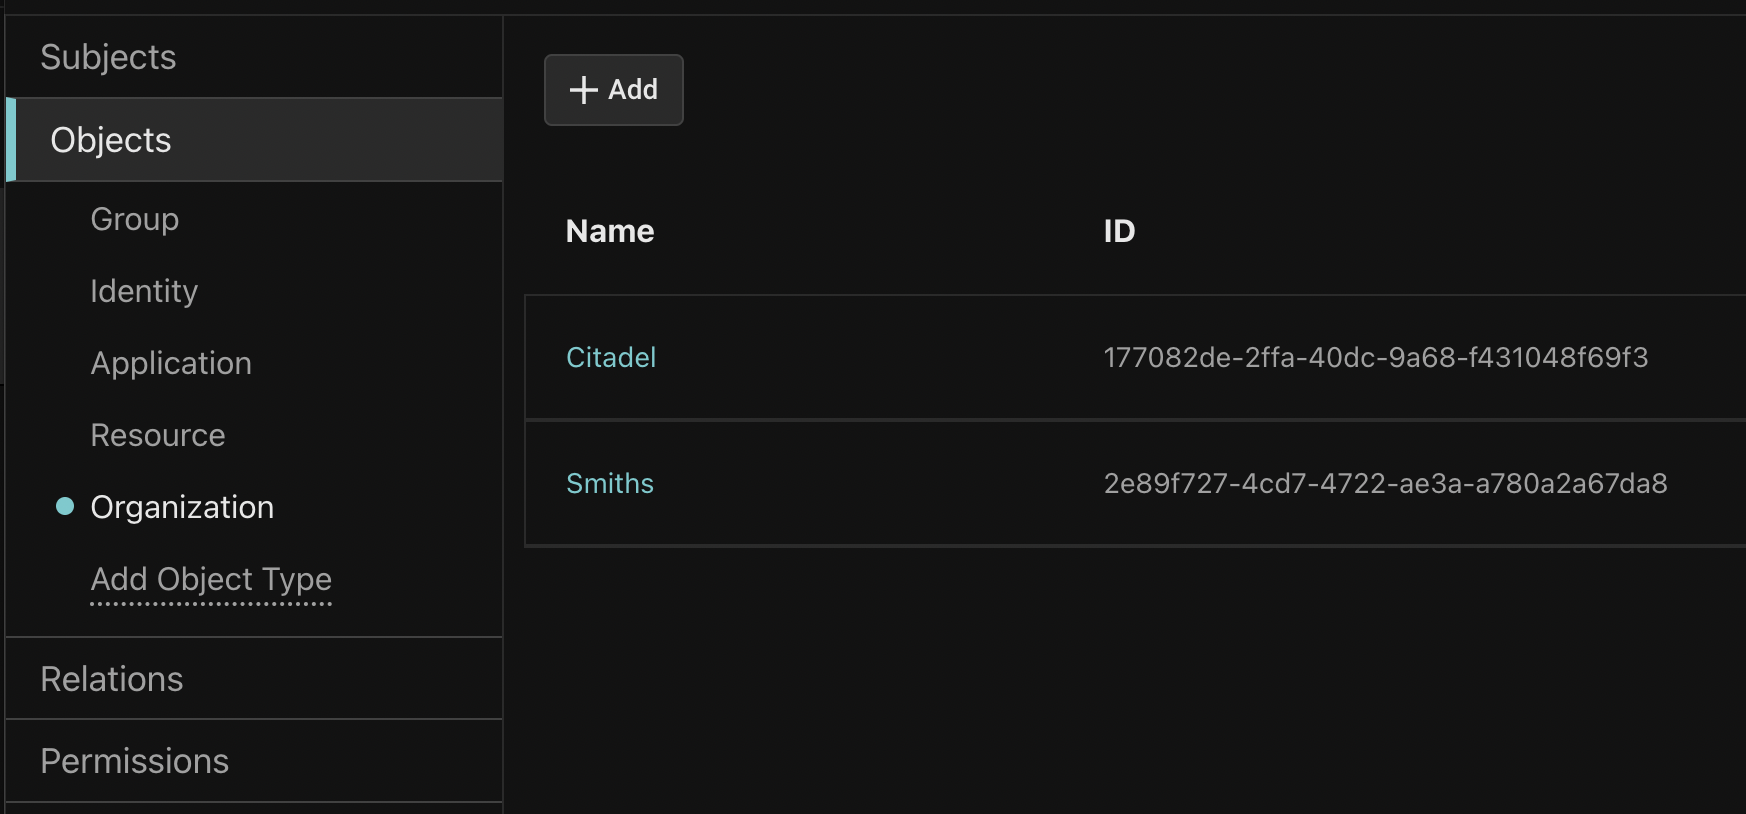 Subjects
Objects
Group
Identity
Application
Resource
Organization
Add Object Type
Relations
Permissions
Add
Name ID
Citadel 177082de-2ffa-40dc-9a68-f431048f69f3
Smiths 2e89f727-4cd7-4722-ae3a-a780a2a67da8